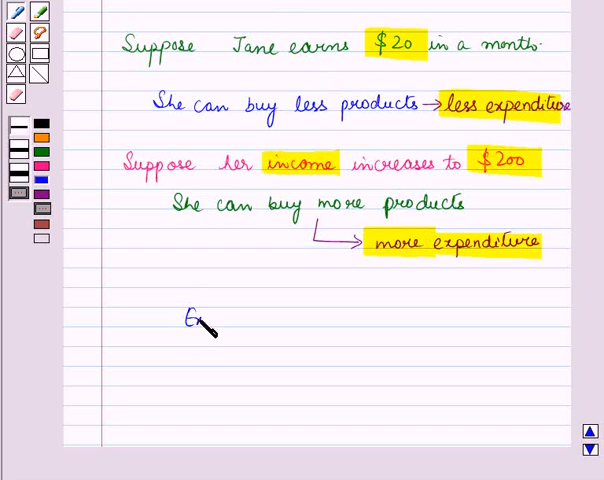 Suppose Jane earns $20 in a month.
She can buy less products → less expenditure
Suppose her income increases to $200
She can buy more products
more expenditure